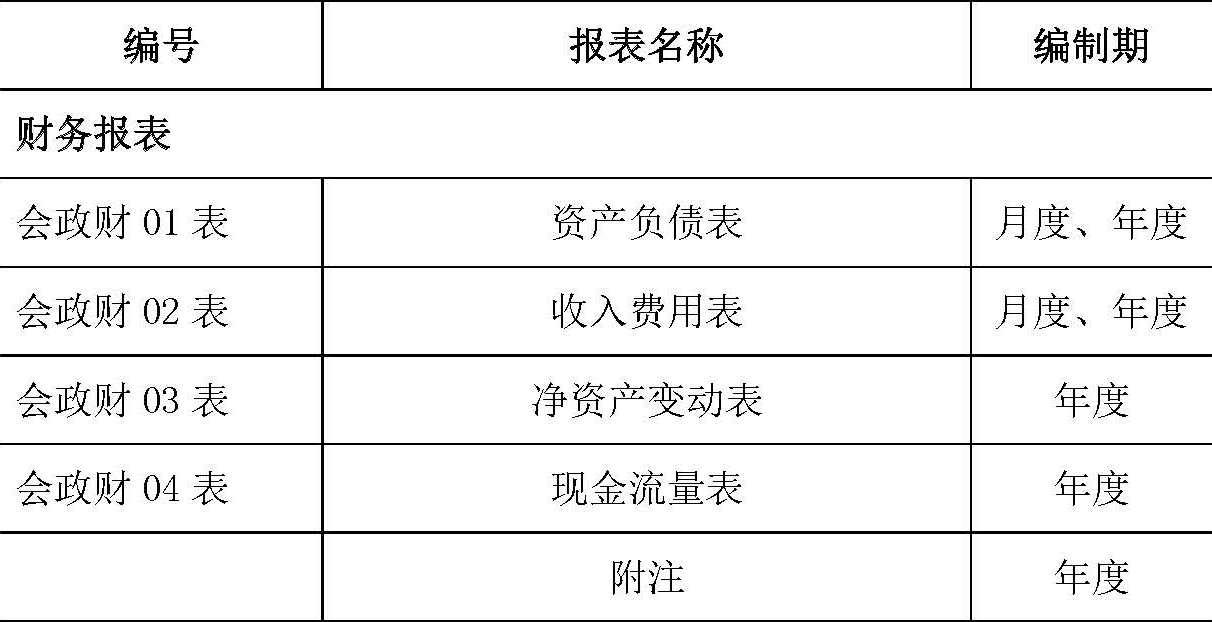 编号 报表名称 编制期
财务报表
会政财 01 表 资产负债表 月度、年度
会政财 02 表 收入费用表 月度、年度
会政财 03 表 净资产变动表 年度
会政财 04 表 现金流量表 年度
附注 年度